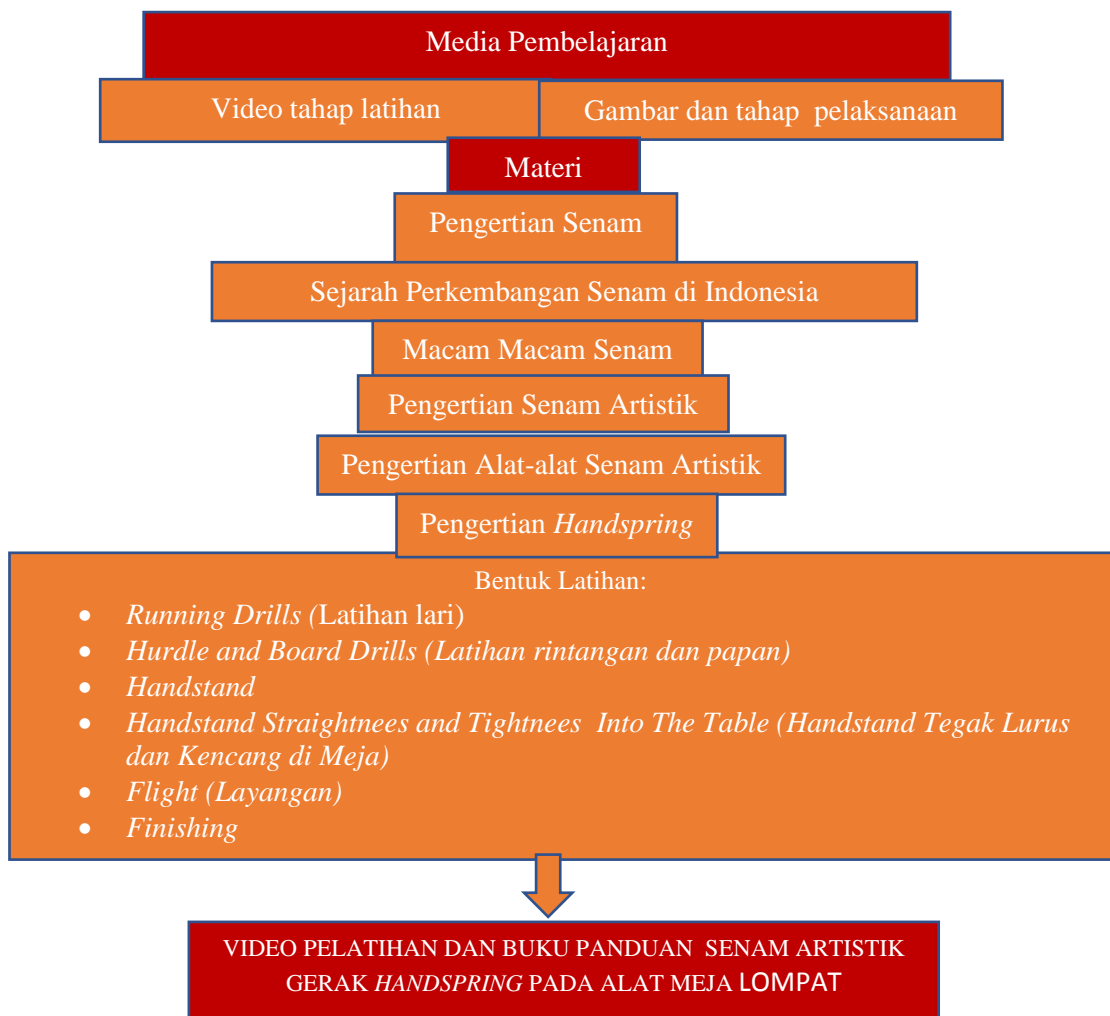 Media Pembelajaran
Video tahap latihan
Gambar dan tahap pelaksanaan
Materi
Pengertian Senam
Sejarah Perkembangan Senam di Indonesia
Macam Macam Senam
Pengertian Senam Artistik
Pengertian Alat-alat Senam Artistik
Pengertian Handspring
Bentuk Latihan:
• Running Drills (Latihan lari)
• Hurdle and Board Drills (Latihan rintangan dan papan)
• Handstand
• Handstand Straightnees and Tightnees Into The Table (Handstand Tegak Lurus
dan Kencang di Meja)
• Flight (Layangan)
• Finishing
VIDEO PELATIHAN DAN BUKU PANDUAN SENAM ARTISTIK
GERAK HANDSPRING PADA ALAT MEJA LOMPAT